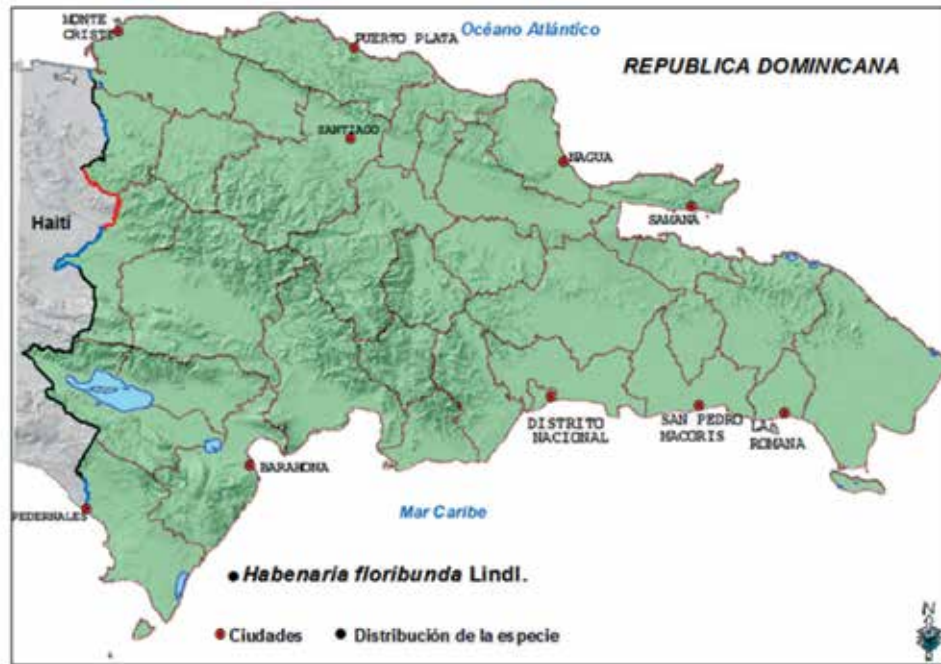 MONTE
CRISTI
Océano Atlántico
PUERTO PLATA
REPUBLICA DOMINICANA
SANTIAGO
NAGUA
SAMANA
Haití
DISTRITO
NACIONAL
SAN PEDRO
MACORIS
LA
ROMANA
BARAHONA
PEDERNALES
Mar Caribe
Habenaria floribunda Lindl.
Ciudades
Distribución de la especie
N